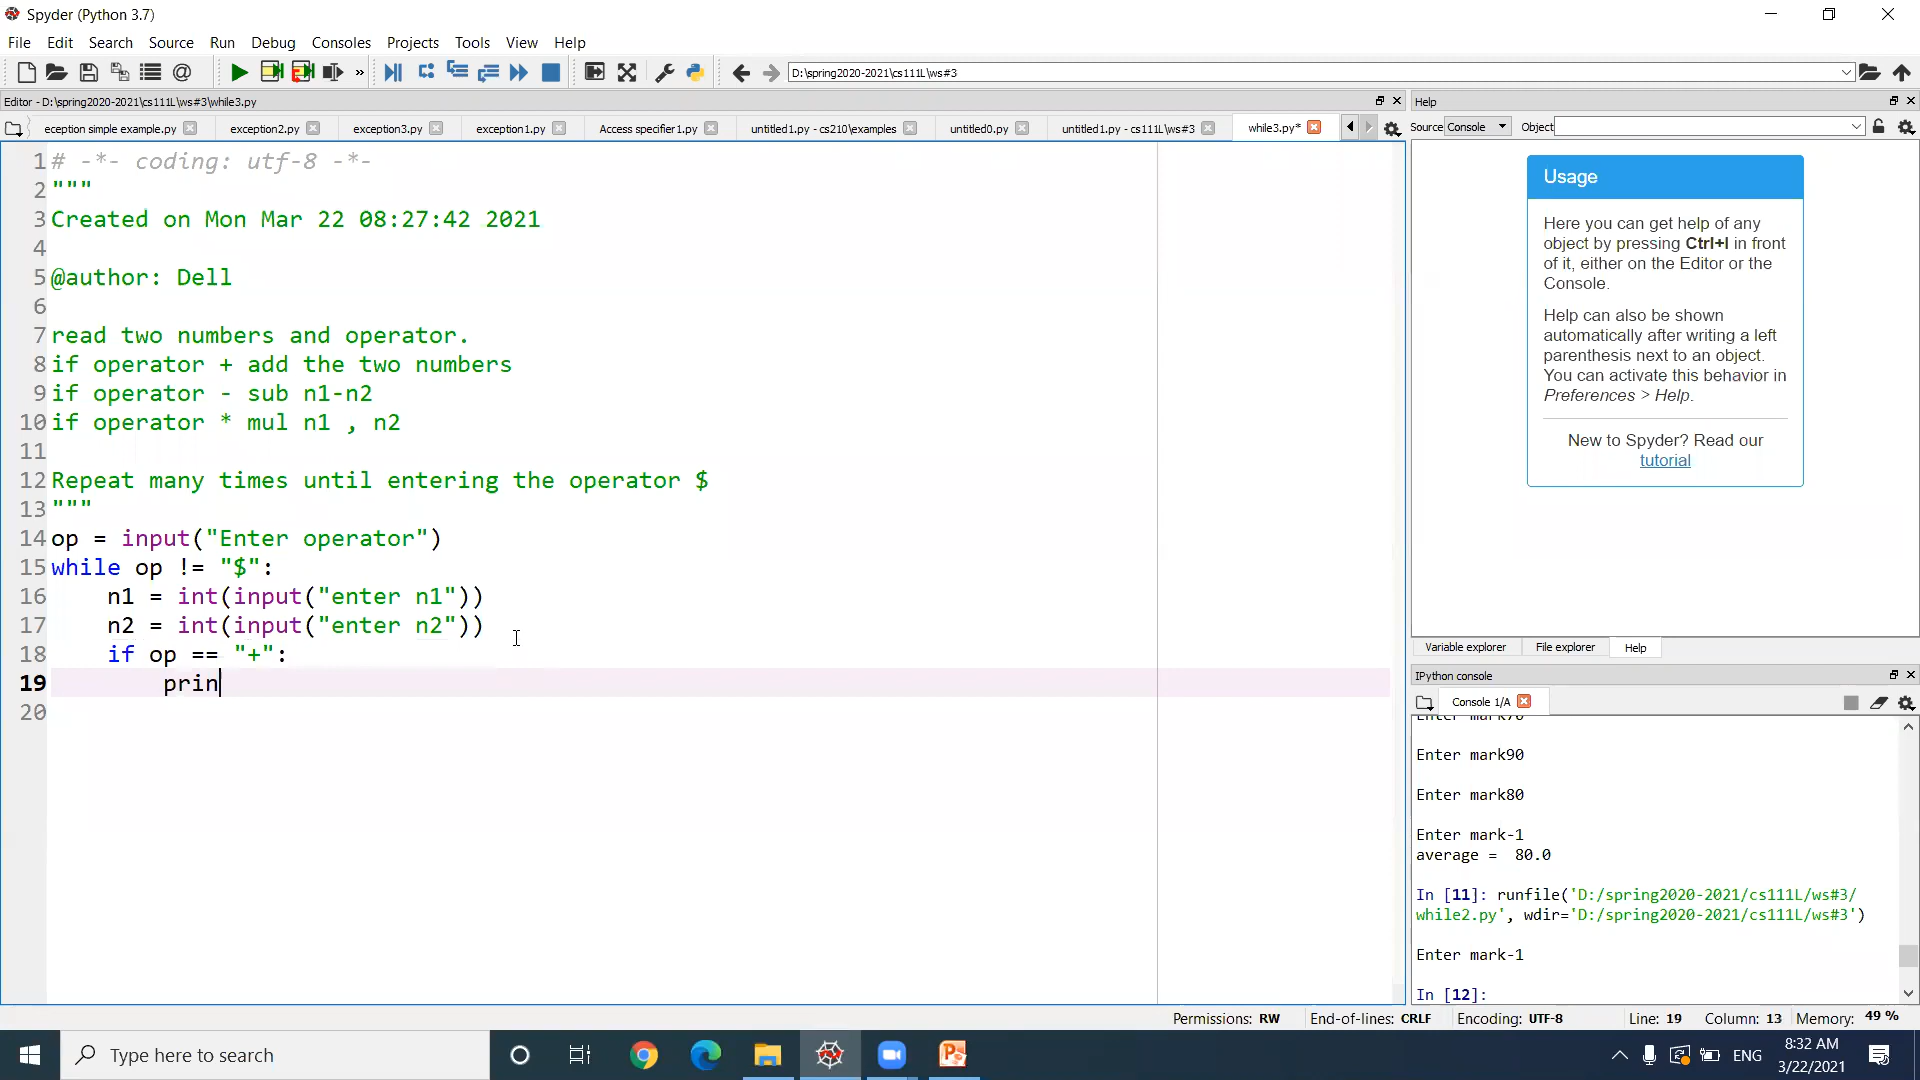 Spyder (Python 3.7)
File Edit Search Source Run Debug Consoles Projects Tools View Help
D:\spring2020-2021\cs111L\ws#3
Editor - D:\spring2020-2021\cs111L\ws#3\while3.py
Help
eception simple example.py exception2.py exception3.py exception1.py Access specifier1.py untitled1.py - cs210\examples untitled0.py untitled1.py - cs111L\ws#3 while3.py*
Source Console Object
1 # -*- coding: utf-8 -*-
2 """
3 Created on Mon Mar 22 08:27:42 2021
4
5 @author: Dell
6
7 read two numbers and operator.
8 if operator + add the two numbers
9 if operator - sub n1-n2
10 if operator * mul n1 , n2
11
12 Repeat many times until entering the operator $
13 """
14 op = input("Enter operator")
15 while op != "$":
16 n1 = int(input("enter n1"))
17 n2 = int(input("enter n2"))
18 if op == "+":
19 prin
20
Usage
Here you can get help of any
object by pressing Ctrl+I in front
of it, either on the Editor or the
Console.
Help can also be shown
automatically after writing a left
parenthesis next to an object.
You can activate this behavior in
Preferences > Help.
New to Spyder? Read our
tutorial
Variable explorer File explorer Help
IPython console
Console 1/A
Enter mark70
Enter mark90
Enter mark80
Enter mark-1
average = 80.0
In [11]: runfile('D:/spring2020-2021/cs111L/ws#3/
while2.py', wdir='D:/spring2020-2021/cs111L/ws#3')
Enter mark-1
In [12]:
Permissions: RW End-of-lines: CRLF Encoding: UTF-8 Line: 19 Column: 13 Memory: 49 %
Type here to search
ENG
8:32 AM
3/22/2021